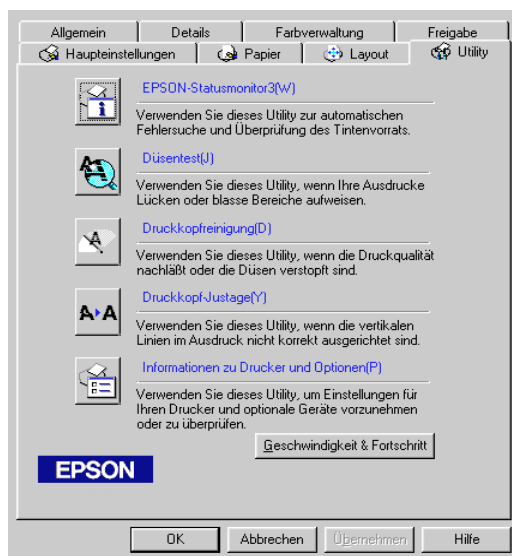 Allgemein Details Farbverwaltung Freigabe
Haupteinstellungen Papier Layout Utility
EPSON-Statusmonitor3(W)
Verwenden Sie dieses Utility zur automatischen
Fehlersuche und Überprüfung des Tintenvorrats.
Düsentest(J)
Verwenden Sie dieses Utility, wenn Ihre Ausdrucke
Lücken oder blasse Bereiche aufweisen.
Druckkopfreinigung(D)
Verwenden Sie dieses Utility, wenn die Druckqualität
nachläßt oder die Düsen verstopft sind.
Druckkopf-Justage(Y)
Verwenden Sie dieses Utility, wenn die vertikalen
Linien im Ausdruck nicht korrekt ausgerichtet sind.
Informationen zu Drucker und Optionen(P)
Verwenden Sie dieses Utility, um Einstellungen für
Ihren Drucker und optionale Geräte vorzunehmen
oder zu überprüfen.
Geschwindigkeit & Fortschritt
EPSON
OK Abbrechen Übernehmen Hilfe